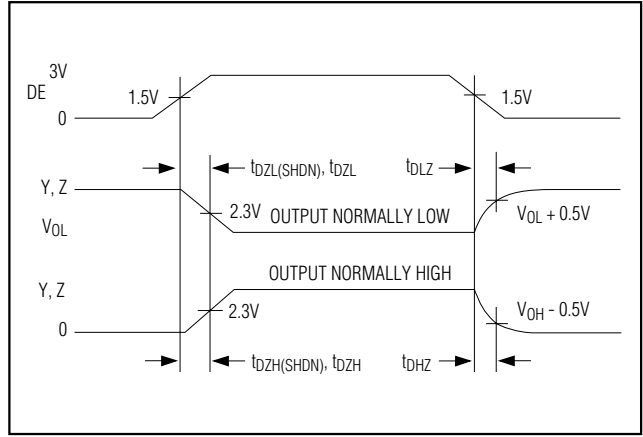 3V
DE
1.5V
1.5V
0
tDZL(SHDN), tDZL
tDLZ
Y, Z
2.3V
OUTPUT NORMALLY LOW
VOL + 0.5V
VOL
OUTPUT NORMALLY HIGH
Y, Z
2.3V
VOH - 0.5V
0
tDZH(SHDN), tDZH
tDHZ